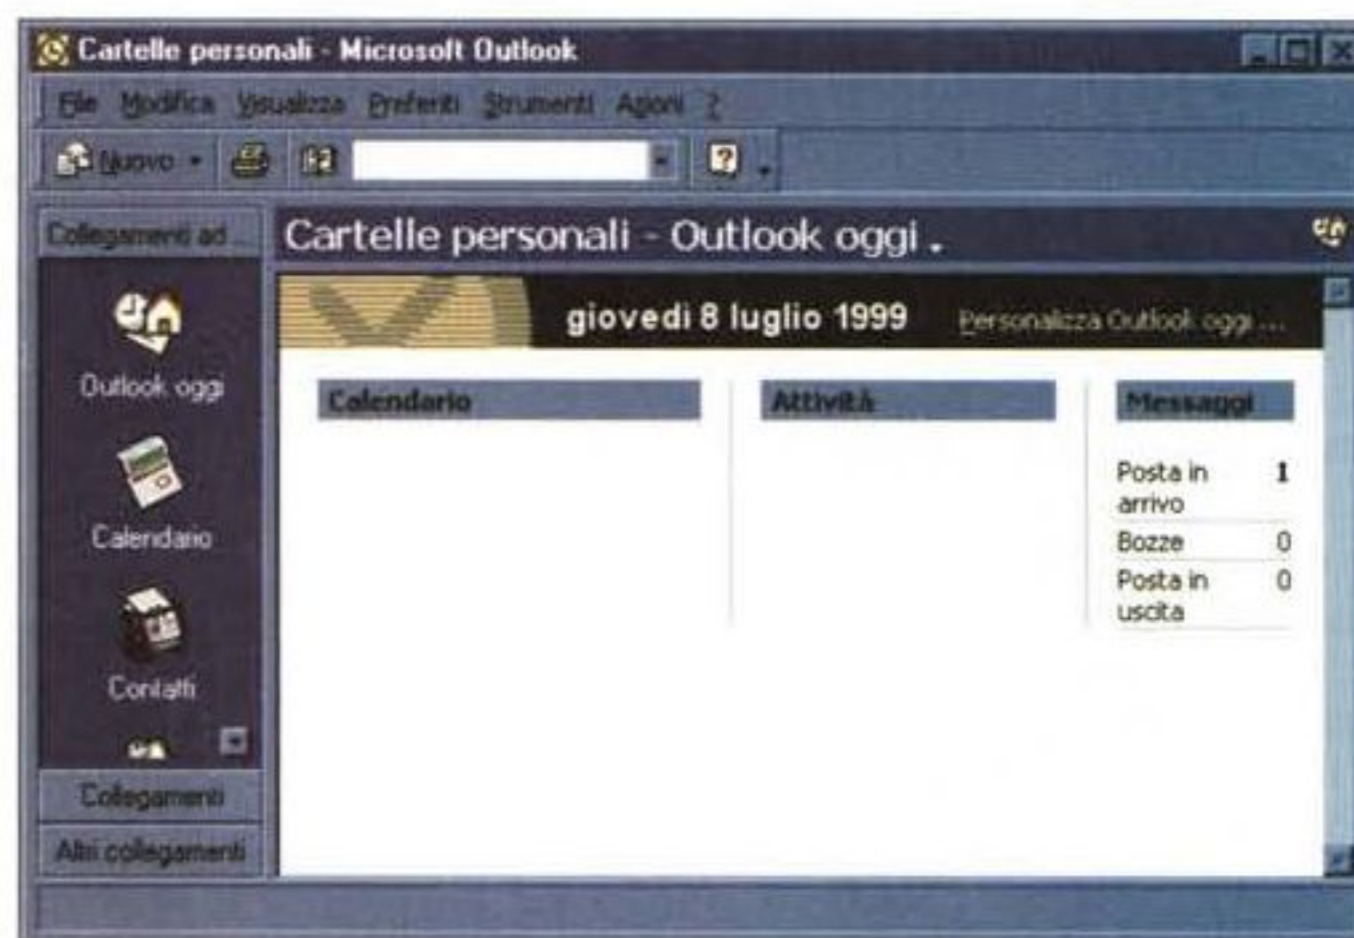 Cartelle personali - Microsoft Outlook
File Modifica Visualizza Preferiti Strumenti Azioni ?
Nuovo
Collegamenti ad ...
Cartelle personali - Outlook oggi .
giovedì 8 luglio 1999 Personalizza Outlook oggi ...
Outlook oggi
Calendario
Contatti
Collegamenti
Altri collegamenti
Calendario
Attività
Messaggi
Posta in arrivo 1
Bozze 0
Posta in uscita 0